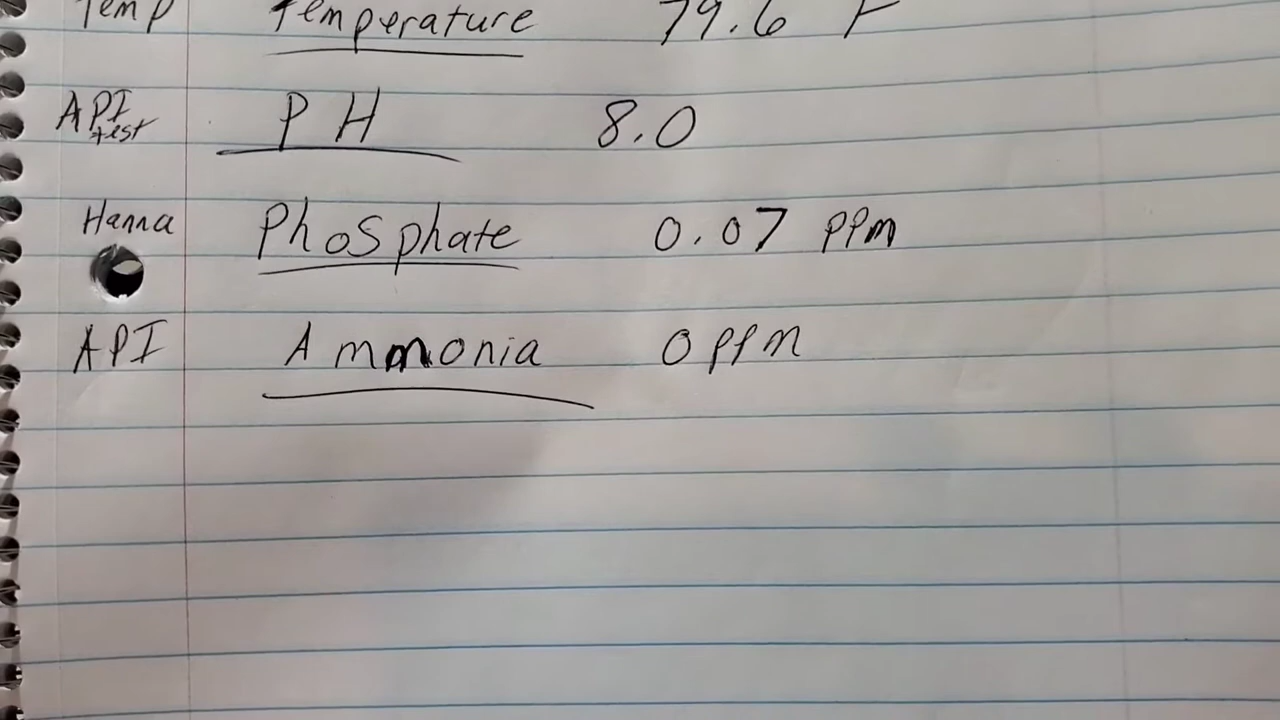 Temp Temperature 79.6 F
API test PH 8.0
Hanna Phosphate 0.07 PPm
API Ammonia 0 PPM